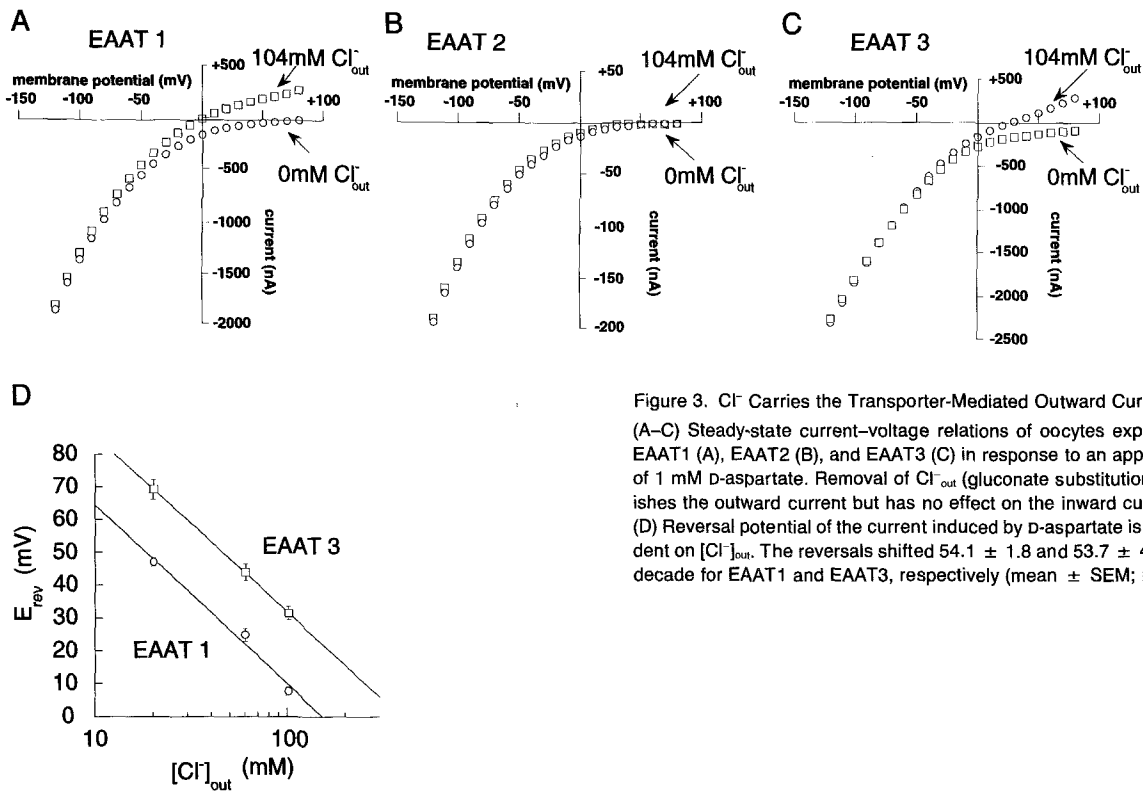 A
EAAT 1
104mM Cl⁻out
+500
membrane potential (mV)
-150
-100
-50
+100
-500
0mM Cl⁻out
-1000
-1500
-2000
current (nA)
B
EAAT 2
104mM Cl⁻out
+50
membrane potential (mV)
-150
-100
-50
+100
-50
0mM Cl⁻out
-100
-150
-200
current (nA)
C
EAAT 3
104mM Cl⁻out
+500
membrane potential (mV)
-150
-100
-50
+100
-500
0mM Cl⁻out
-1000
-1500
-2000
-2500
current (nA)
D
80
70
60
50
40
30
20
10
0
Erev (mV)
EAAT 3
EAAT 1
10
100
[Cl⁻]out (mM)
Figure 3. Cl⁻ Carries the Transporter-Mediated Outward Cur
(A–C) Steady-state current–voltage relations of oocytes exp
EAAT1 (A), EAAT2 (B), and EAAT3 (C) in response to an app
of 1 mM D-aspartate. Removal of Cl⁻out (gluconate substitution
ishes the outward current but has no effect on the inward cu
(D) Reversal potential of the current induced by D-aspartate is
dent on [Cl⁻]out. The reversals shifted 54.1 ± 1.8 and 53.7 ± 4
decade for EAAT1 and EAAT3, respectively (mean ± SEM;